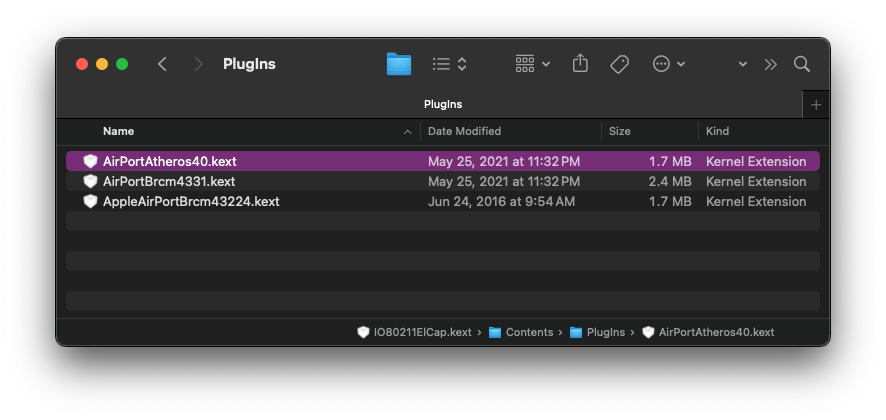 PlugIns
PlugIns
Name Date Modified Size Kind
AirPortAtheros40.kext May 25, 2021 at 11:32 PM 1.7 MB Kernel Extension
AirPortBrcm4331.kext May 25, 2021 at 11:32 PM 2.4 MB Kernel Extension
AppleAirPortBrcm43224.kext Jun 24, 2016 at 9:54 AM 1.7 MB Kernel Extension
IO80211ElCap.kext › Contents › PlugIns › AirPortAtheros40.kext